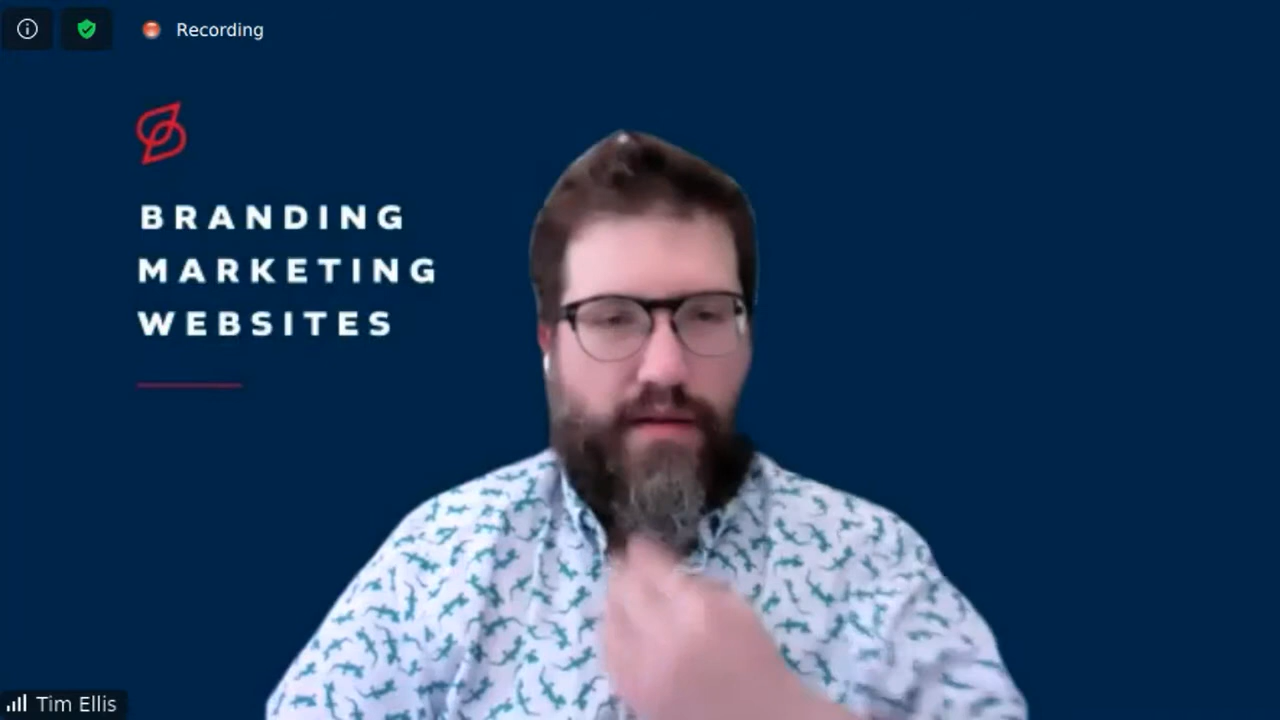 Recording
BRANDING
MARKETING
WEBSITES
Tim Ellis